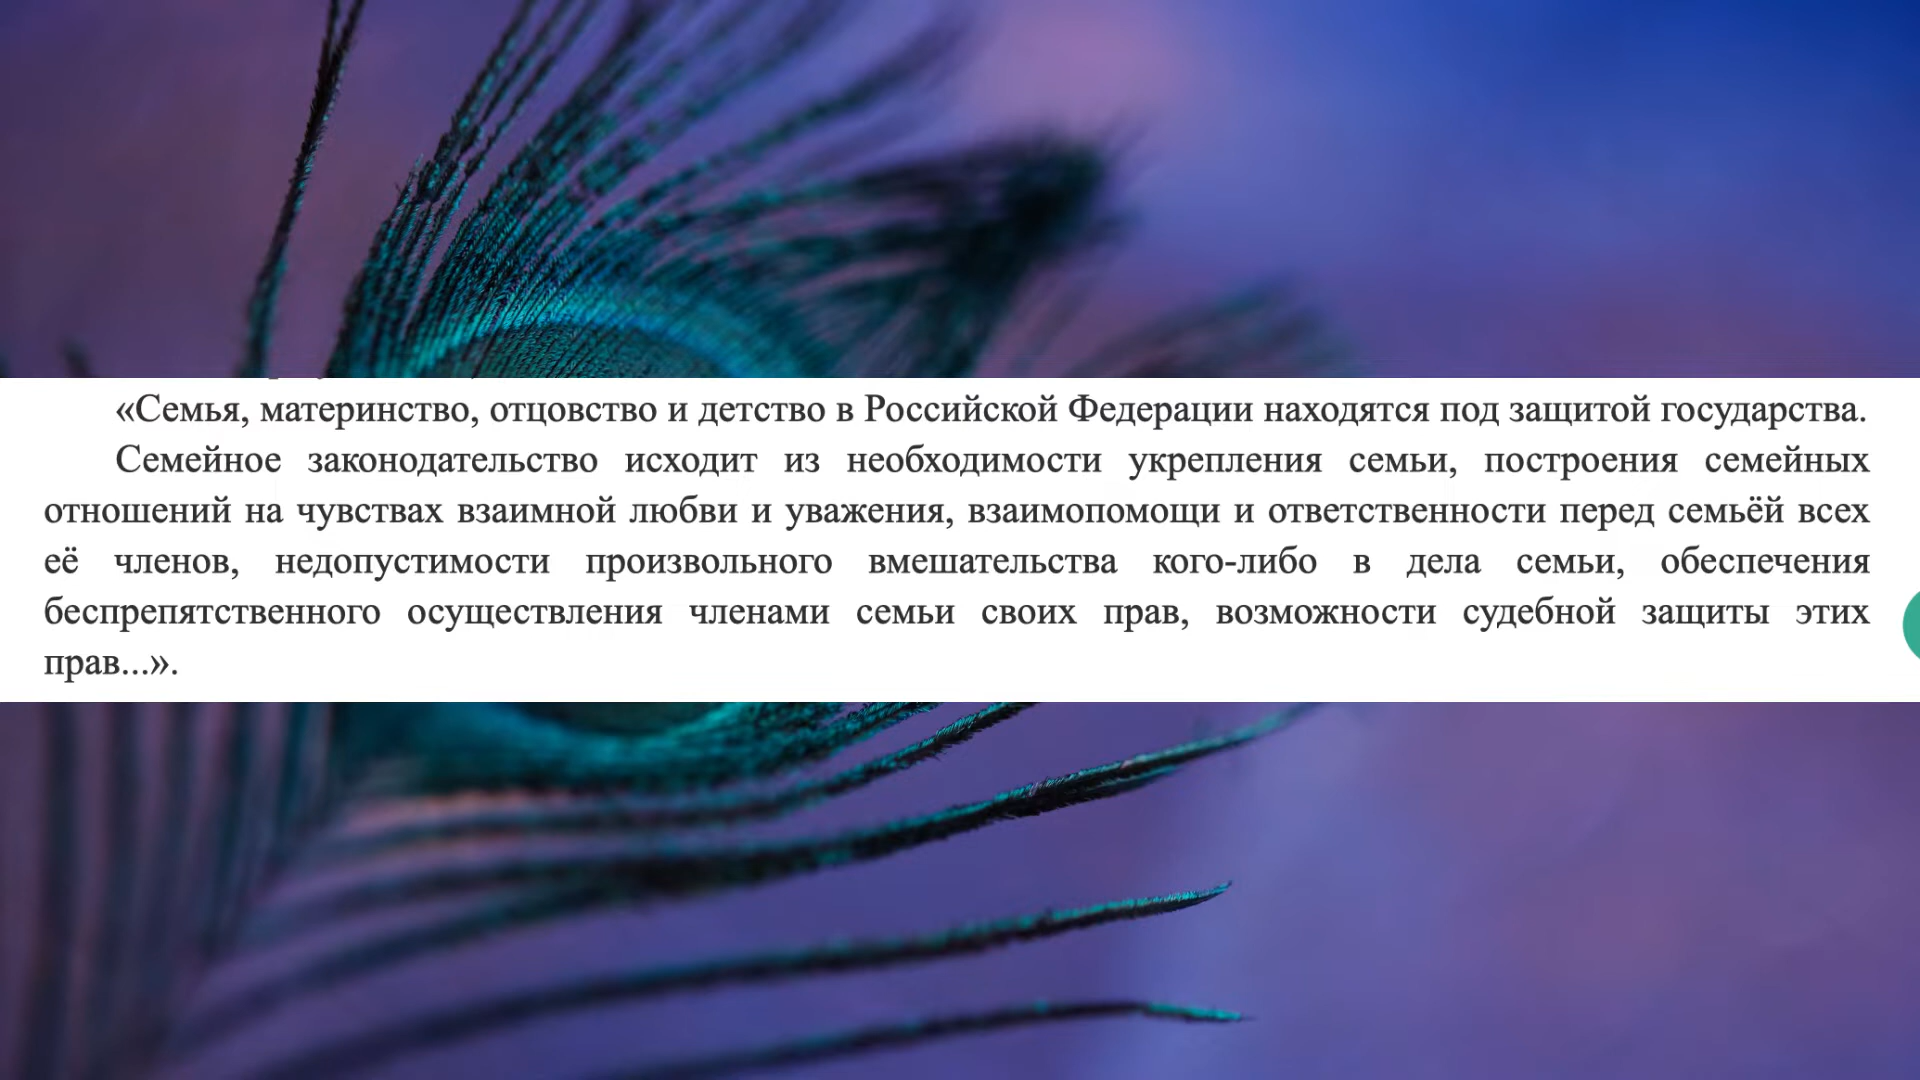 «Семья, материнство, отцовство и детство в Российской Федерации находятся под защитой государства.
Семейное законодательство исходит из необходимости укрепления семьи, построения семейных
отношений на чувствах взаимной любви и уважения, взаимопомощи и ответственности перед семьёй всех
её членов, недопустимости произвольного вмешательства кого-либо в дела семьи, обеспечения
беспрепятственного осуществления членами семьи своих прав, возможности судебной защиты этих
прав...».